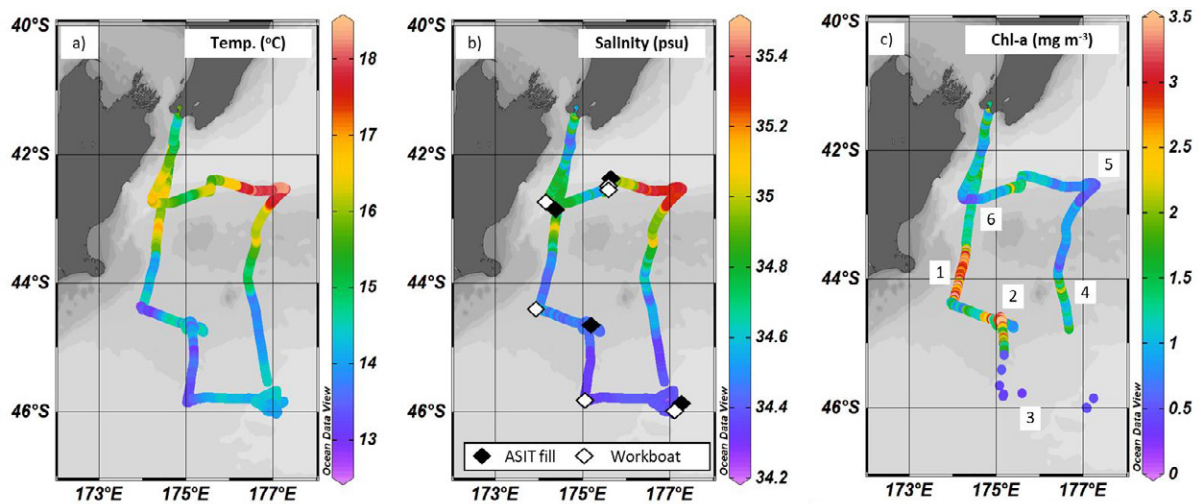 a)
Temp. (ᵒC)
40°S
42°S
44°S
46°S
173°E
175°E
177°E
18
17
16
15
14
13
Ocean Data View
b)
Salinity (psu)
40°S
42°S
44°S
46°S
173°E
175°E
177°E
35.4
35.2
35
34.8
34.6
34.4
34.2
Ocean Data View
ASIT fill
Workboat
c)
Chl-a (mg m⁻³)
40°S
42°S
44°S
46°S
173°E
175°E
177°E
5
6
1
2
4
3
3.5
3
2.5
2
1.5
1
0.5
0
Ocean Data View